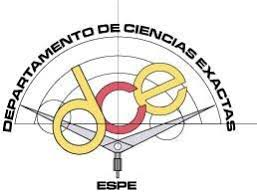 DEPARTAMENTO DE CIENCIAS EXACTAS
dce
ESPE